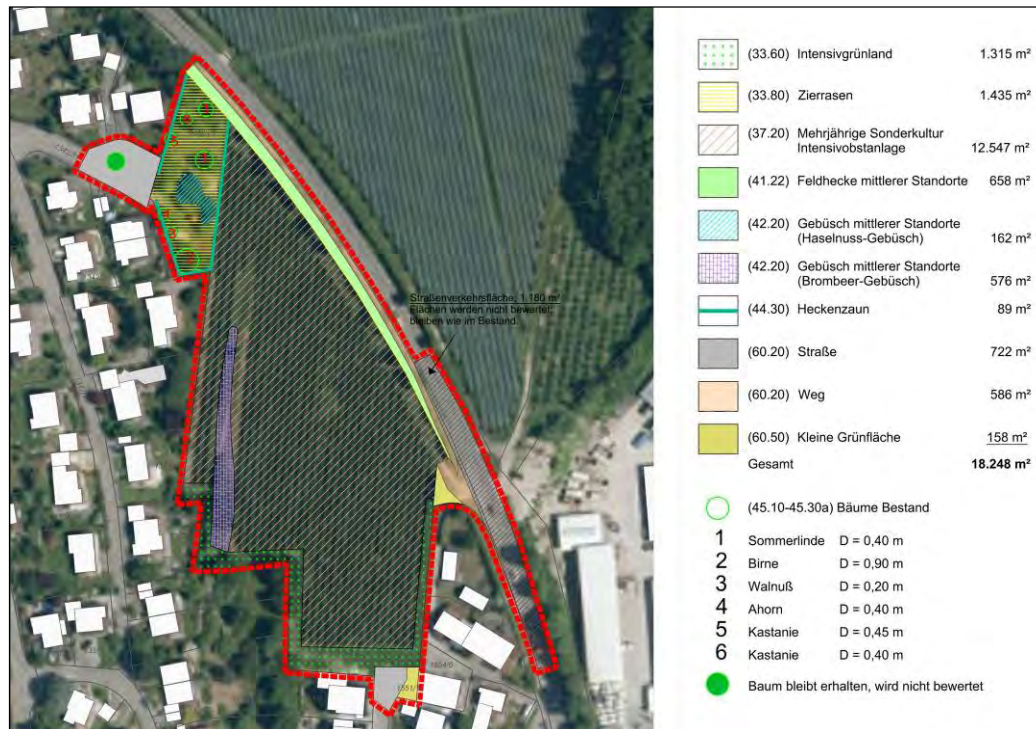 Straßenverkehrsfläche; 1.180 m²
Flächen werden nicht bewertet;
bleiben wie im Bestand
(33.60) Intensivgrünland 1.315 m²
(33.80) Zierrasen 1.435 m²
(37.20) Mehrjährige Sonderkultur
Intensivobstanlage 12.547 m²
(41.22) Feldhecke mittlerer Standorte 658 m²
(42.20) Gebüsch mittlerer Standorte
(Haselnuss-Gebüsch) 162 m²
(42.20) Gebüsch mittlerer Standorte
(Brombeer-Gebüsch) 576 m²
(44.30) Heckenzaun 89 m²
(60.20) Straße 722 m²
(60.20) Weg 586 m²
(60.50) Kleine Grünfläche 158 m²
Gesamt 18.248 m²
(45.10-45.30a) Bäume Bestand
1 Sommerlinde D = 0,40 m
2 Birne D = 0,90 m
3 Walnuß D = 0,20 m
4 Ahorn D = 0,40 m
5 Kastanie D = 0,45 m
6 Kastanie D = 0,40 m
Baum bleibt erhalten, wird nicht bewertet